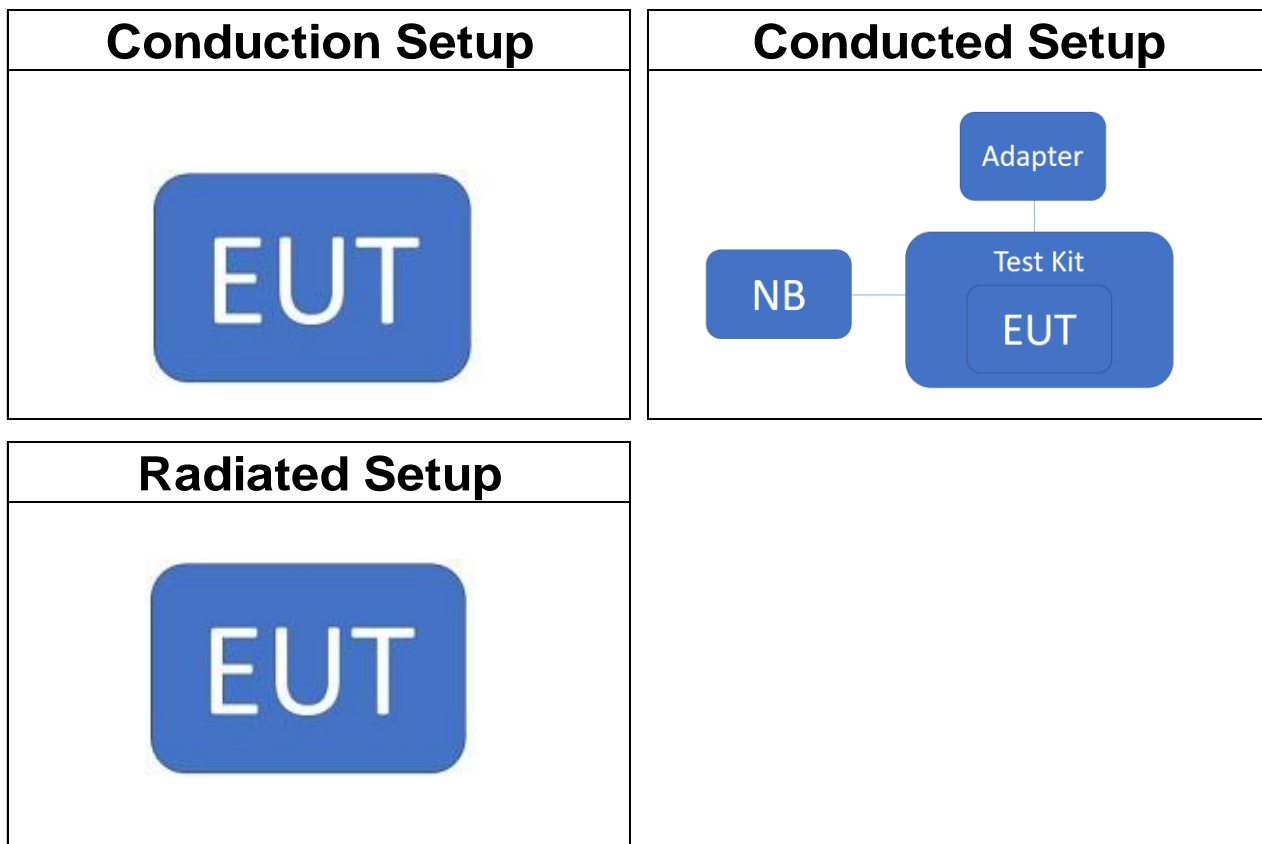 Conduction Setup
EUT
Conducted Setup
Adapter
NB
Test Kit
EUT
Radiated Setup
EUT